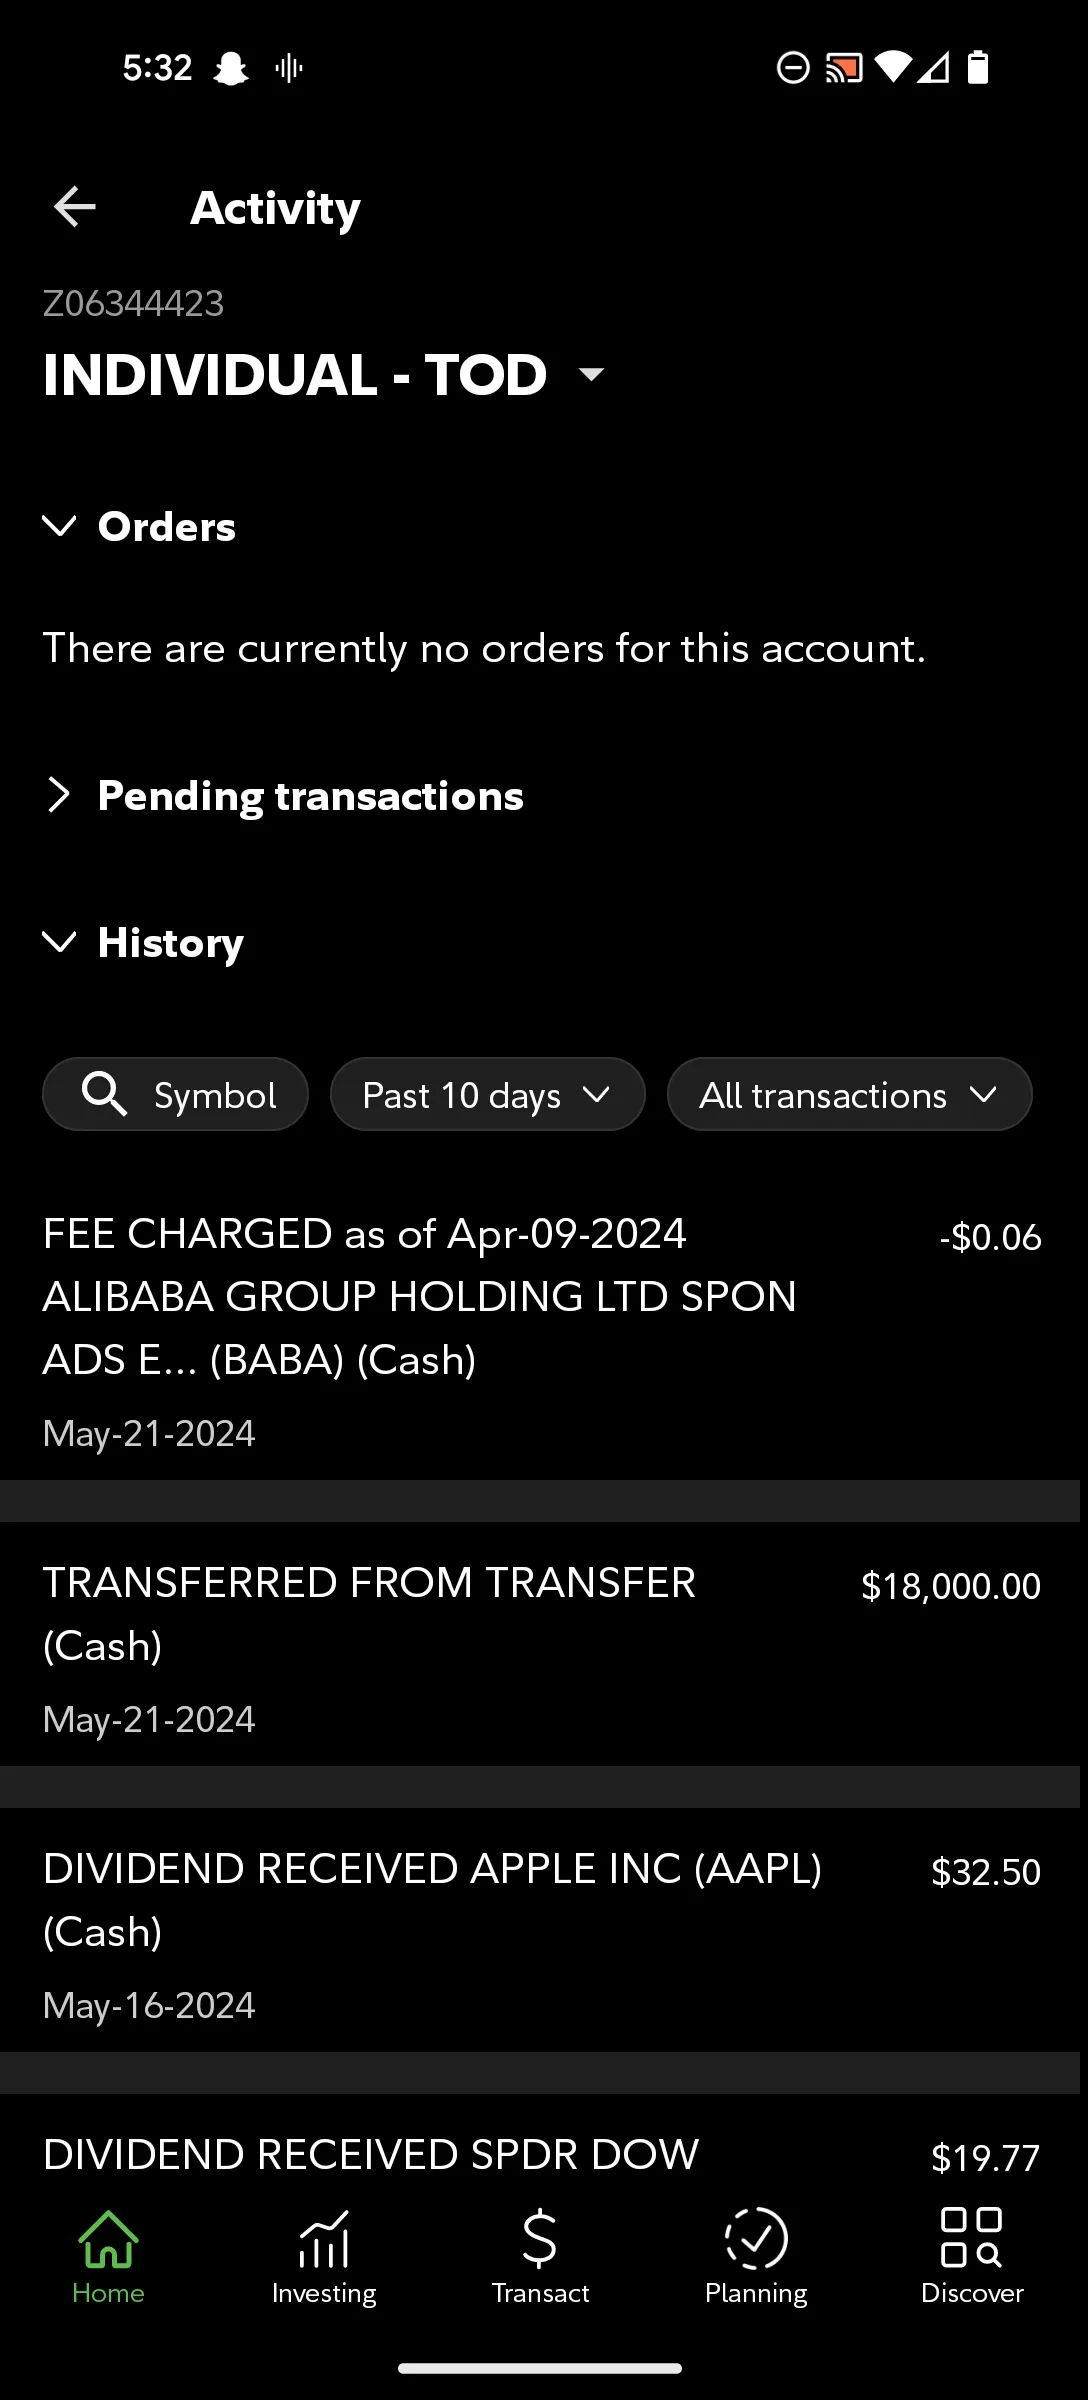 5:32
Activity
Z06344423
INDIVIDUAL - TOD
Orders
There are currently no orders for this account.
Pending transactions
History
Symbol Past 10 days All transactions
FEE CHARGED as of Apr-09-2024 -$0.06
ALIBABA GROUP HOLDING LTD SPON
ADS E... (BABA) (Cash)
May-21-2024
TRANSFERRED FROM TRANSFER $18,000.00
(Cash)
May-21-2024
DIVIDEND RECEIVED APPLE INC (AAPL) $32.50
(Cash)
May-16-2024
DIVIDEND RECEIVED SPDR DOW $19.77
Home Investing Transact Planning Discover